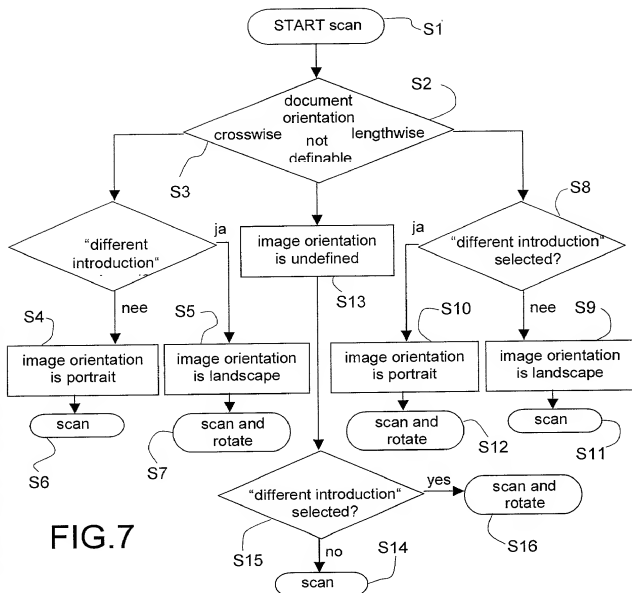 START scan
S1
S2
document
orientation
crosswise
lengthwise
not
definable
S3
S8
"different
introduction"
ja
image orientation
is undefined
S13
ja
"different introduction"
selected?
nee
nee
S4
S5
S10
S9
image orientation
is portrait
image orientation
is landscape
image orientation
is portrait
image orientation
is landscape
scan
scan and
rotate
scan and
rotate
scan
S6
S7
S12
S11
"different introduction"
selected?
yes
scan and
rotate
FIG.7
S15
no
S14
S16
scan